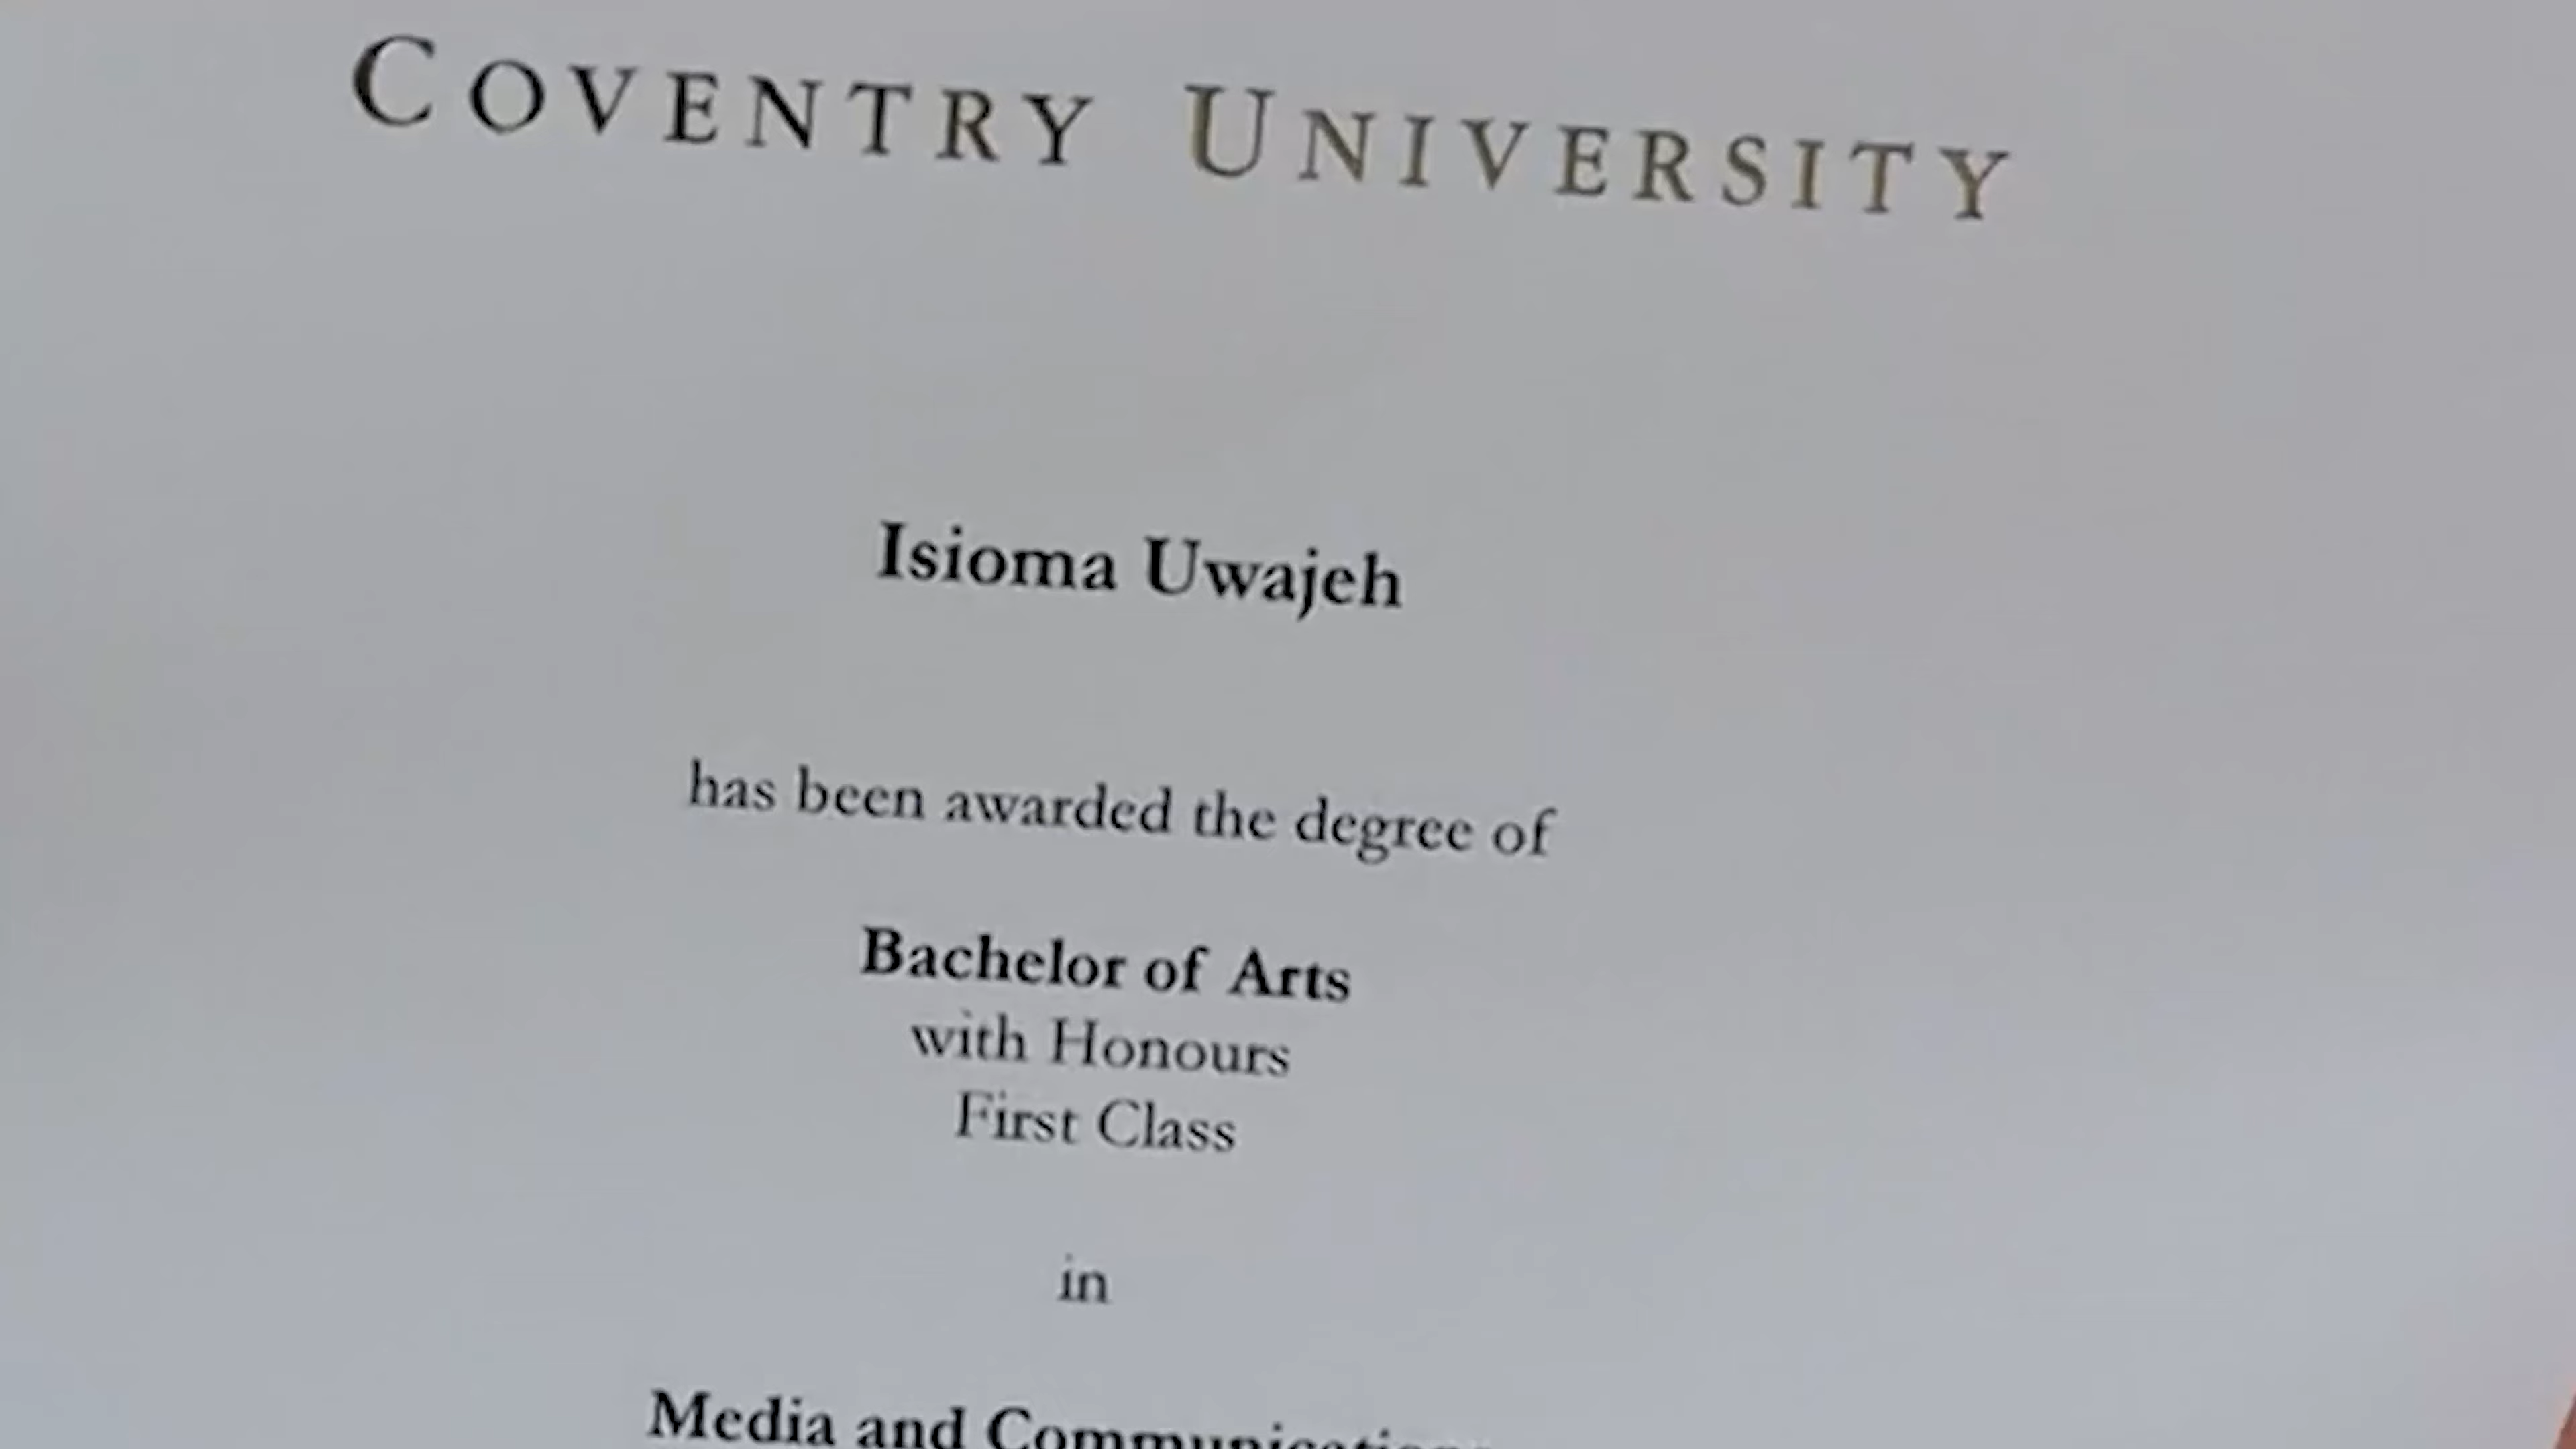 COVENTRY UNIVERSITY
Isioma Uwajeh
has been awarded the degree of
Bachelor of Arts
with Honours
First Class
in
Media and Communications